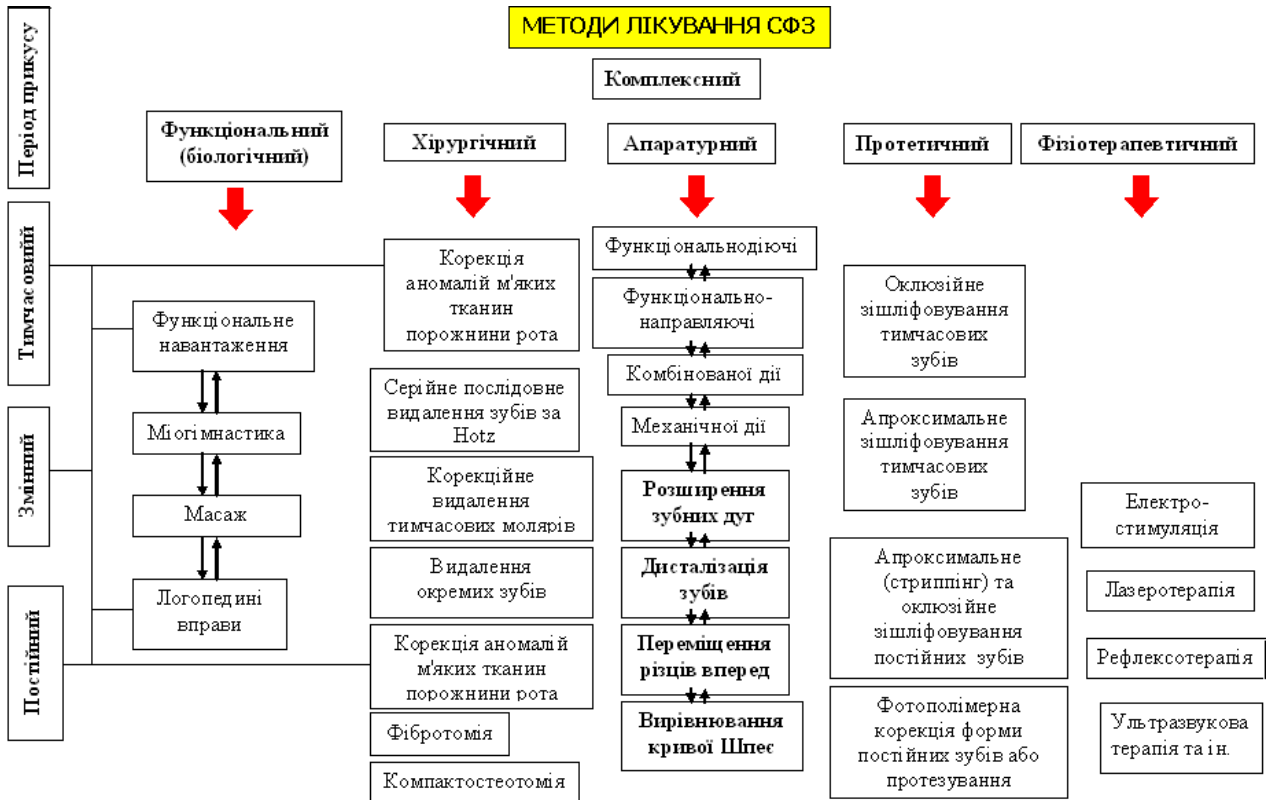 МЕТОДИ ЛІКУВАННЯ СФЗ
Комплексний
Період прикусу
Функціональний
(біологічний)
Хірургічний
Апаратурний
Протетичний
Фізіотерапевтичний
Тимчасовий
Змінний
Постійний
Функціональне
навантаження
Міогімнастика
Масаж
Логопедині
вправи
Корекція
аномалій м'яких
тканин
порожнини рота
Серійне послідовне
видалення зубів за
Hotz
Корекційне
видалення
тимчасових молярів
Видалення
окремих зубів
Корекція аномалій
м'яких тканин
порожнини рота
Фібротомія
Компактостеотомія
Функціональнодіючі
Функціонально-
направляючі
Комбінованої дії
Механічної дії
Розширення
зубних дуг
Дисталізація
зубів
Переміщення
різців вперед
Вирівнювання
кривої Шпеє
Оклюзійне
зішліфовування
тимчасових
зубів
Апроксимальне
зішліфовування
тимчасових
зубів
Апроксимальне
(стриппінг) та
оклюзійне
зішліфовування
постійних зубів
Фотополімерна
корекція форми
постійних зубів або
протезування
Електро-
стимуляція
Лазеротерапія
Рефлексотерапія
Ультразвукова
терапія та ін.